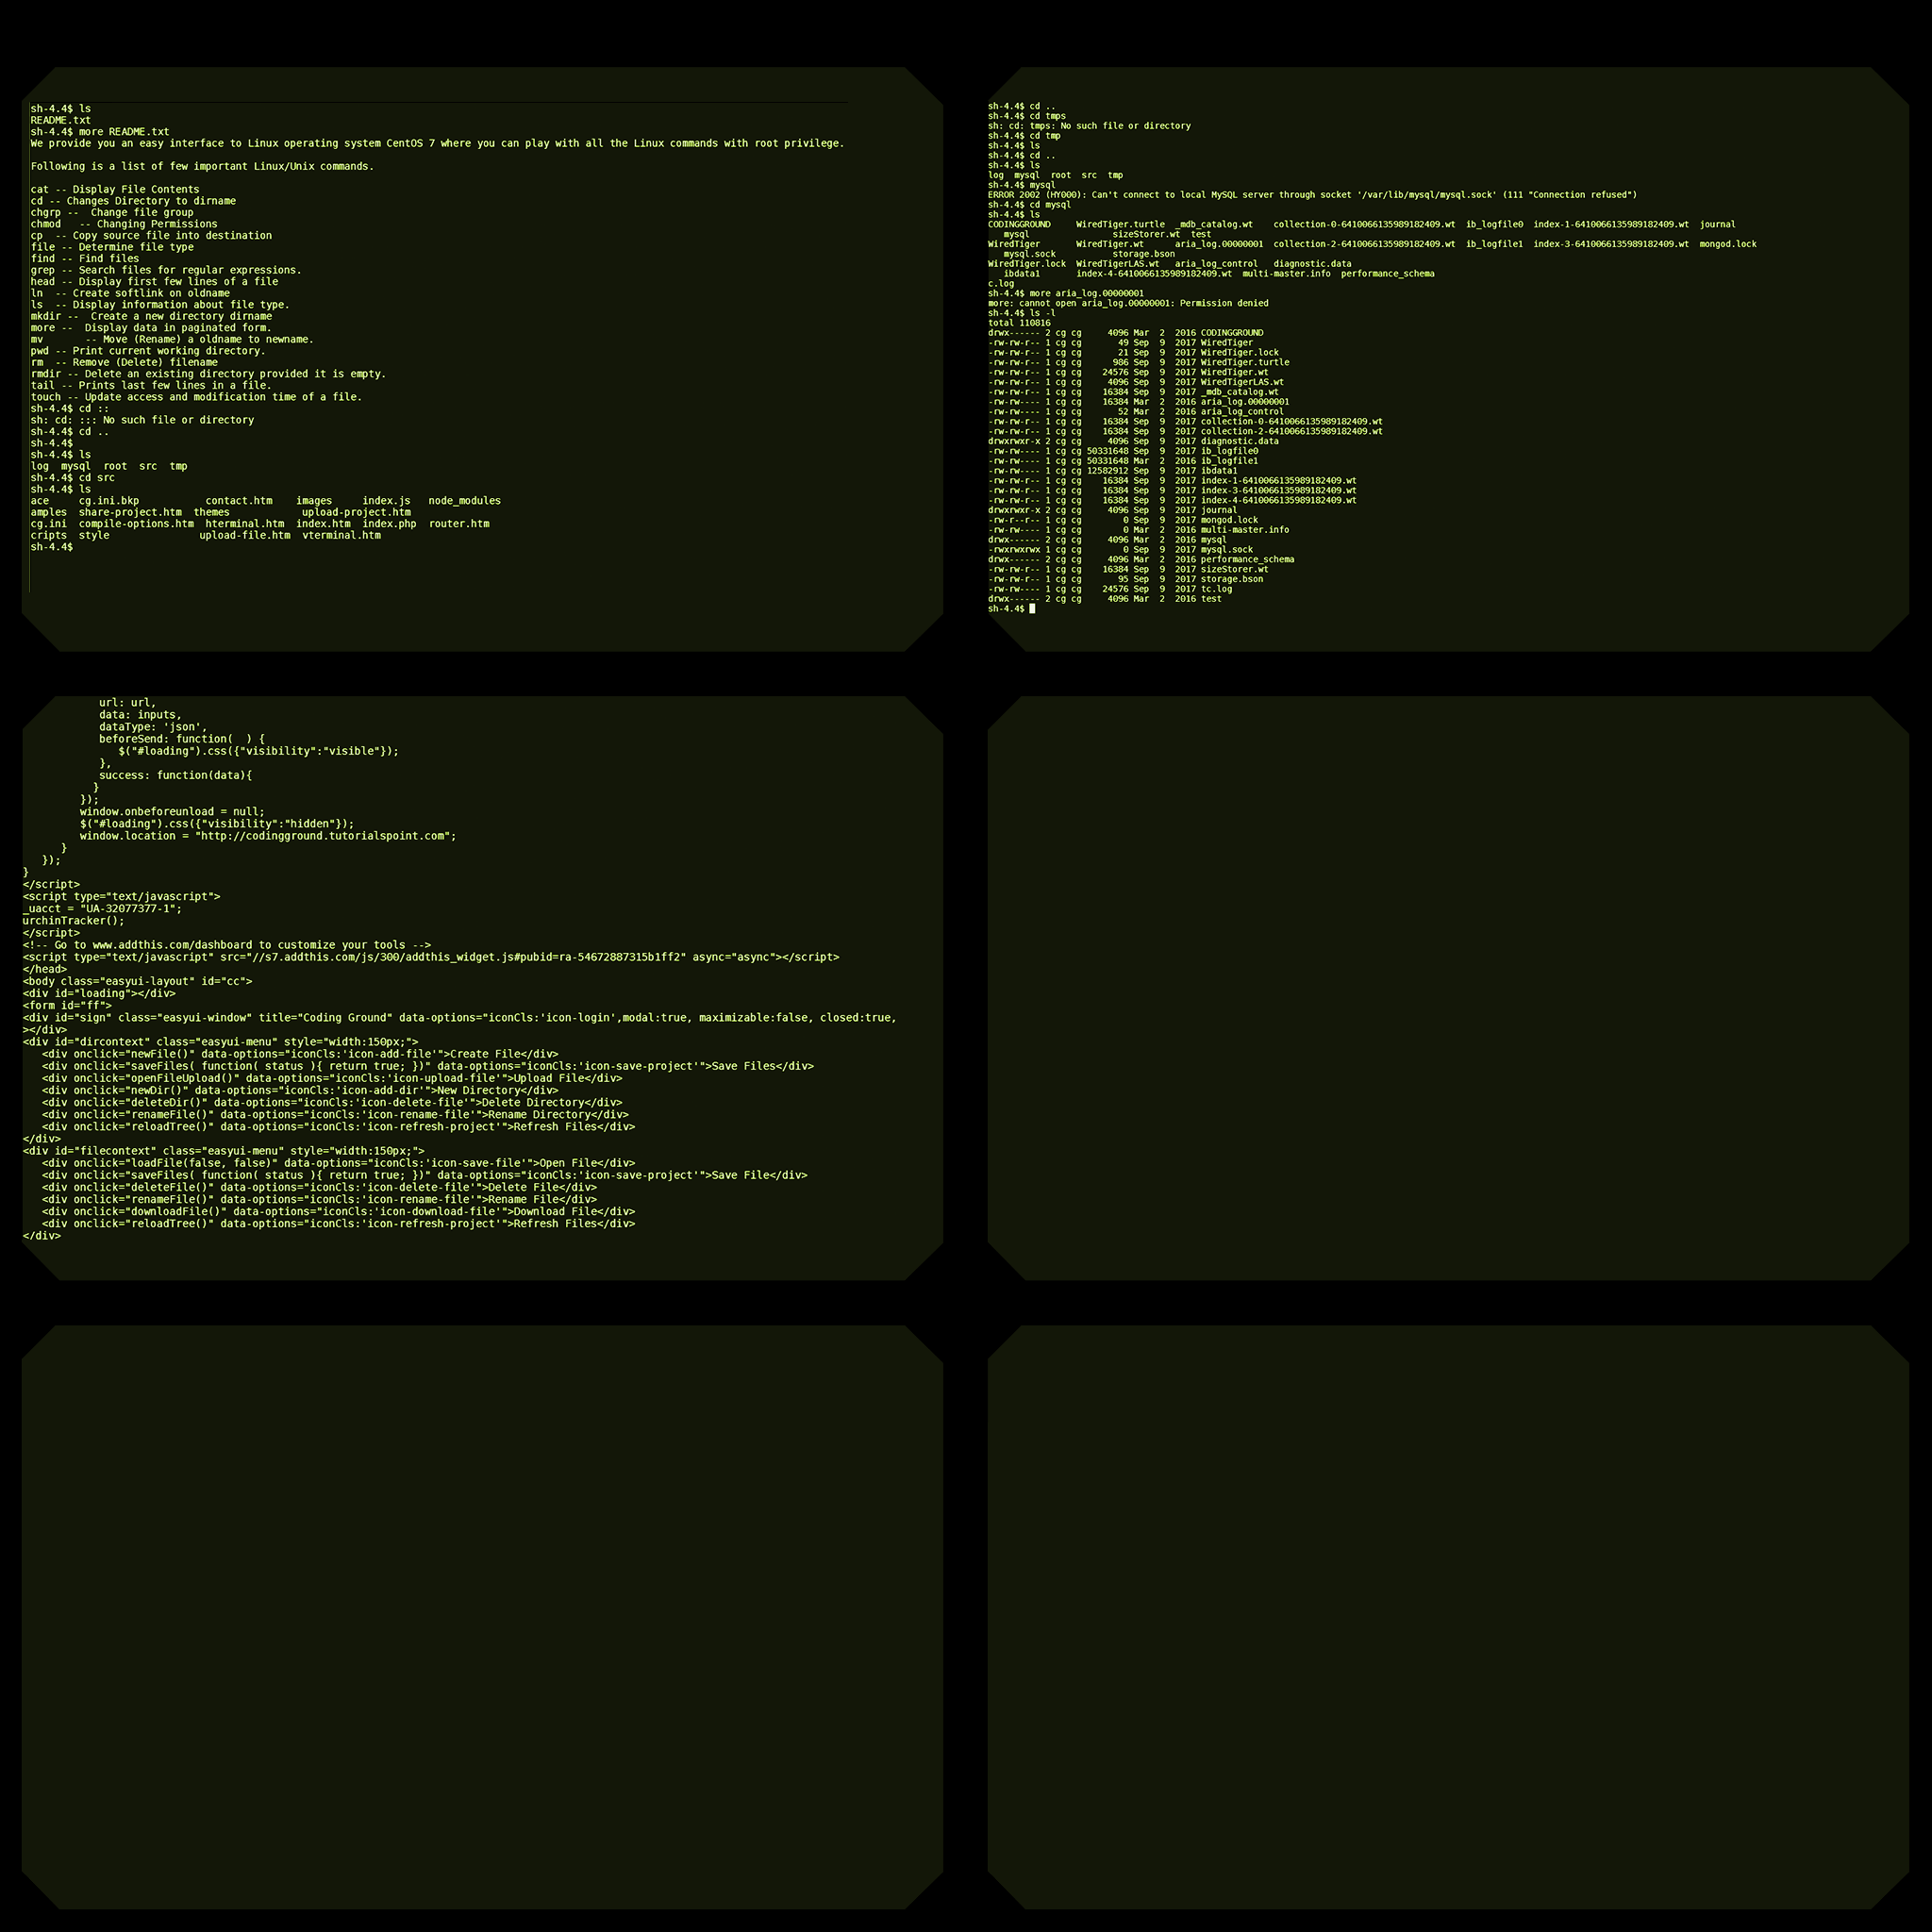 sh-4.4$ ls
README.txt
sh-4.4$ more README.txt
We provide you an easy interface to Linux operating system CentOS 7 where you can play with all the Linux commands with root privilege.
Following is a list of few important Linux/Unix commands.
cat -- Display File Contents
cd -- Changes Directory to dirname
chgrp --  Change file group
chmod   -- Changing Permissions
cp  -- Copy source file into destination
file -- Determine file type
find -- Find files
grep -- Search files for regular expressions.
head -- Display first few lines of a file
ln  -- Create softlink on oldname
ls  -- Display information about file type.
mkdir --  Create a new directory dirname
more --  Display data in paginated form.
mv       -- Move (Rename) a oldname to newname.
pwd -- Print current working directory.
rm  -- Remove (Delete) filename
rmdir -- Delete an existing directory provided it is empty.
tail -- Prints last few lines in a file.
touch -- Update access and modification time of a file.
sh-4.4$ cd ::
sh: cd: ::: No such file or directory
sh-4.4$ cd ..
sh-4.4$
sh-4.4$ ls
log  mysql  root  src  tmp
sh-4.4$ cd src
sh-4.4$ ls
ace     cg.ini.bkp           contact.htm    images     index.js   node_modules
amples  share-project.htm  themes            upload-project.htm
cg.ini  compile-options.htm  hterminal.htm  index.htm  index.php  router.htm
cripts  style               upload-file.htm  vterminal.htm
sh-4.4$
sh-4.4$ cd ..
sh-4.4$ cd tmps
sh: cd: tmps: No such file or directory
sh-4.4$ cd tmp
sh-4.4$ ls
sh-4.4$ cd ..
sh-4.4$ ls
log  mysql  root  src  tmp
sh-4.4$ mysql
ERROR 2002 (HY000): Can't connect to local MySQL server through socket '/var/lib/mysql/mysql.sock' (111 "Connection refused")
sh-4.4$ cd mysql
sh-4.4$ ls
CODINGGROUND     WiredTiger.turtle  _mdb_catalog.wt    collection-0-6410066135989182409.wt  ib_logfile0  index-1-6410066135989182409.wt  journal
   mysql                sizeStorer.wt  test
WiredTiger       WiredTiger.wt      aria_log.00000001  collection-2-6410066135989182409.wt  ib_logfile1  index-3-6410066135989182409.wt  mongod.lock
   mysql.sock           storage.bson
WiredTiger.lock  WiredTigerLAS.wt   aria_log_control   diagnostic.data
   ibdata1       index-4-6410066135989182409.wt  multi-master.info  performance_schema
c.log
sh-4.4$ more aria_log.00000001
more: cannot open aria_log.00000001: Permission denied
sh-4.4$ ls -l
total 110816
drwx------ 2 cg cg     4096 Mar  2  2016 CODINGGROUND
-rw-rw-r-- 1 cg cg       49 Sep  9  2017 WiredTiger
-rw-rw-r-- 1 cg cg       21 Sep  9  2017 WiredTiger.lock
-rw-rw-r-- 1 cg cg      986 Sep  9  2017 WiredTiger.turtle
-rw-rw-r-- 1 cg cg    24576 Sep  9  2017 WiredTiger.wt
-rw-rw-r-- 1 cg cg     4096 Sep  9  2017 WiredTigerLAS.wt
-rw-rw-r-- 1 cg cg    16384 Sep  9  2017 _mdb_catalog.wt
-rw-rw---- 1 cg cg    16384 Mar  2  2016 aria_log.00000001
-rw-rw---- 1 cg cg       52 Mar  2  2016 aria_log_control
-rw-rw-r-- 1 cg cg    16384 Sep  9  2017 collection-0-6410066135989182409.wt
-rw-rw-r-- 1 cg cg    16384 Sep  9  2017 collection-2-6410066135989182409.wt
drwxrwxr-x 2 cg cg     4096 Sep  9  2017 diagnostic.data
-rw-rw---- 1 cg cg 50331648 Sep  9  2017 ib_logfile0
-rw-rw---- 1 cg cg 50331648 Mar  2  2016 ib_logfile1
-rw-rw---- 1 cg cg 12582912 Sep  9  2017 ibdata1
-rw-rw-r-- 1 cg cg    16384 Sep  9  2017 index-1-6410066135989182409.wt
-rw-rw-r-- 1 cg cg    16384 Sep  9  2017 index-3-6410066135989182409.wt
-rw-rw-r-- 1 cg cg    16384 Sep  9  2017 index-4-6410066135989182409.wt
drwxrwxr-x 2 cg cg     4096 Sep  9  2017 journal
-rw-r--r-- 1 cg cg        0 Sep  9  2017 mongod.lock
-rw-rw---- 1 cg cg        0 Mar  2  2016 multi-master.info
drwx------ 2 cg cg     4096 Mar  2  2016 mysql
-rwxrwxrwx 1 cg cg        0 Sep  9  2017 mysql.sock
drwx------ 2 cg cg     4096 Mar  2  2016 performance_schema
-rw-rw-r-- 1 cg cg    16384 Sep  9  2017 sizeStorer.wt
-rw-rw-r-- 1 cg cg       95 Sep  9  2017 storage.bson
-rw-rw---- 1 cg cg    24576 Sep  9  2017 tc.log
drwx------ 2 cg cg     4096 Mar  2  2016 test
sh-4.4$
            url: url,
            data: inputs,
            dataType: 'json',
            beforeSend: function(  ) {
               $("#loading").css({"visibility":"visible"});
            },
            success: function(data){
           }
         });
         window.onbeforeunload = null;
         $("#loading").css({"visibility":"hidden"});
         window.location = "http://codingground.tutorialspoint.com";
      }
   });
}
</script>
<script type="text/javascript">
_uacct = "UA-32077377-1";
urchinTracker();
</script>
<!-- Go to www.addthis.com/dashboard to customize your tools -->
<script type="text/javascript" src="//s7.addthis.com/js/300/addthis_widget.js#pubid=ra-54672887315b1ff2" async="async"></script>
</head>
<body class="easyui-layout" id="cc">
<div id="loading"></div>
<form id="ff">
<div id="sign" class="easyui-window" title="Coding Ground" data-options="iconCls:'icon-login',modal:true, maximizable:false, closed:true,
></div>
<div id="dircontext" class="easyui-menu" style="width:150px;">
   <div onclick="newFile()" data-options="iconCls:'icon-add-file'">Create File</div>
   <div onclick="saveFiles( function( status ){ return true; })" data-options="iconCls:'icon-save-project'">Save Files</div>
   <div onclick="openFileUpload()" data-options="iconCls:'icon-upload-file'">Upload File</div>
   <div onclick="newDir()" data-options="iconCls:'icon-add-dir'">New Directory</div>
   <div onclick="deleteDir()" data-options="iconCls:'icon-delete-file'">Delete Directory</div>
   <div onclick="renameFile()" data-options="iconCls:'icon-rename-file'">Rename Directory</div>
   <div onclick="reloadTree()" data-options="iconCls:'icon-refresh-project'">Refresh Files</div>
</div>
<div id="filecontext" class="easyui-menu" style="width:150px;">
   <div onclick="loadFile(false, false)" data-options="iconCls:'icon-save-file'">Open File</div>
   <div onclick="saveFiles( function( status ){ return true; })" data-options="iconCls:'icon-save-project'">Save File</div>
   <div onclick="deleteFile()" data-options="iconCls:'icon-delete-file'">Delete File</div>
   <div onclick="renameFile()" data-options="iconCls:'icon-rename-file'">Rename File</div>
   <div onclick="downloadFile()" data-options="iconCls:'icon-download-file'">Download File</div>
   <div onclick="reloadTree()" data-options="iconCls:'icon-refresh-project'">Refresh Files</div>
</div>